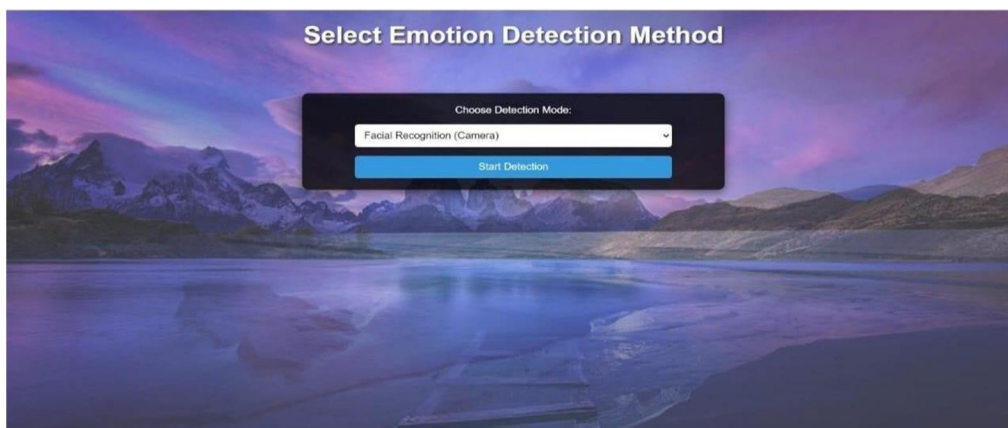 Select Emotion Detection Method
Choose Detection Mode:
Facial Recognition (Camera)
Start Detection